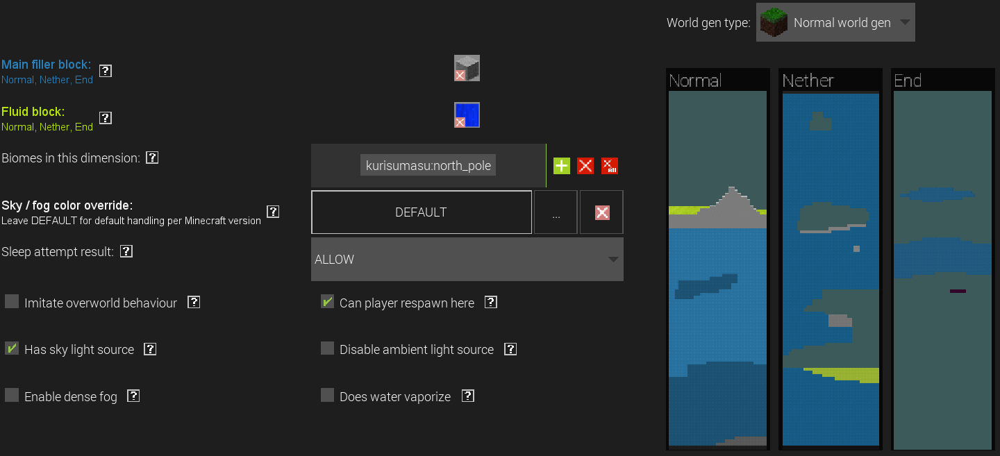 World gen type: Normal world gen
Main filler block: ?
Normal, Nether, End
Fluid block: ?
Normal, Nether, End
Biomes in this dimension: ? kurisumasu:north_pole All
Sky / fog color override: ?
Leave DEFAULT for default handling per Minecraft version
DEFAULT ...
Sleep attempt result: ? ALLOW
Imitate overworld behaviour ? Can player respawn here ?
Has sky light source ? Disable ambient light source ?
Enable dense fog ? Does water vaporize ?
Normal Nether End